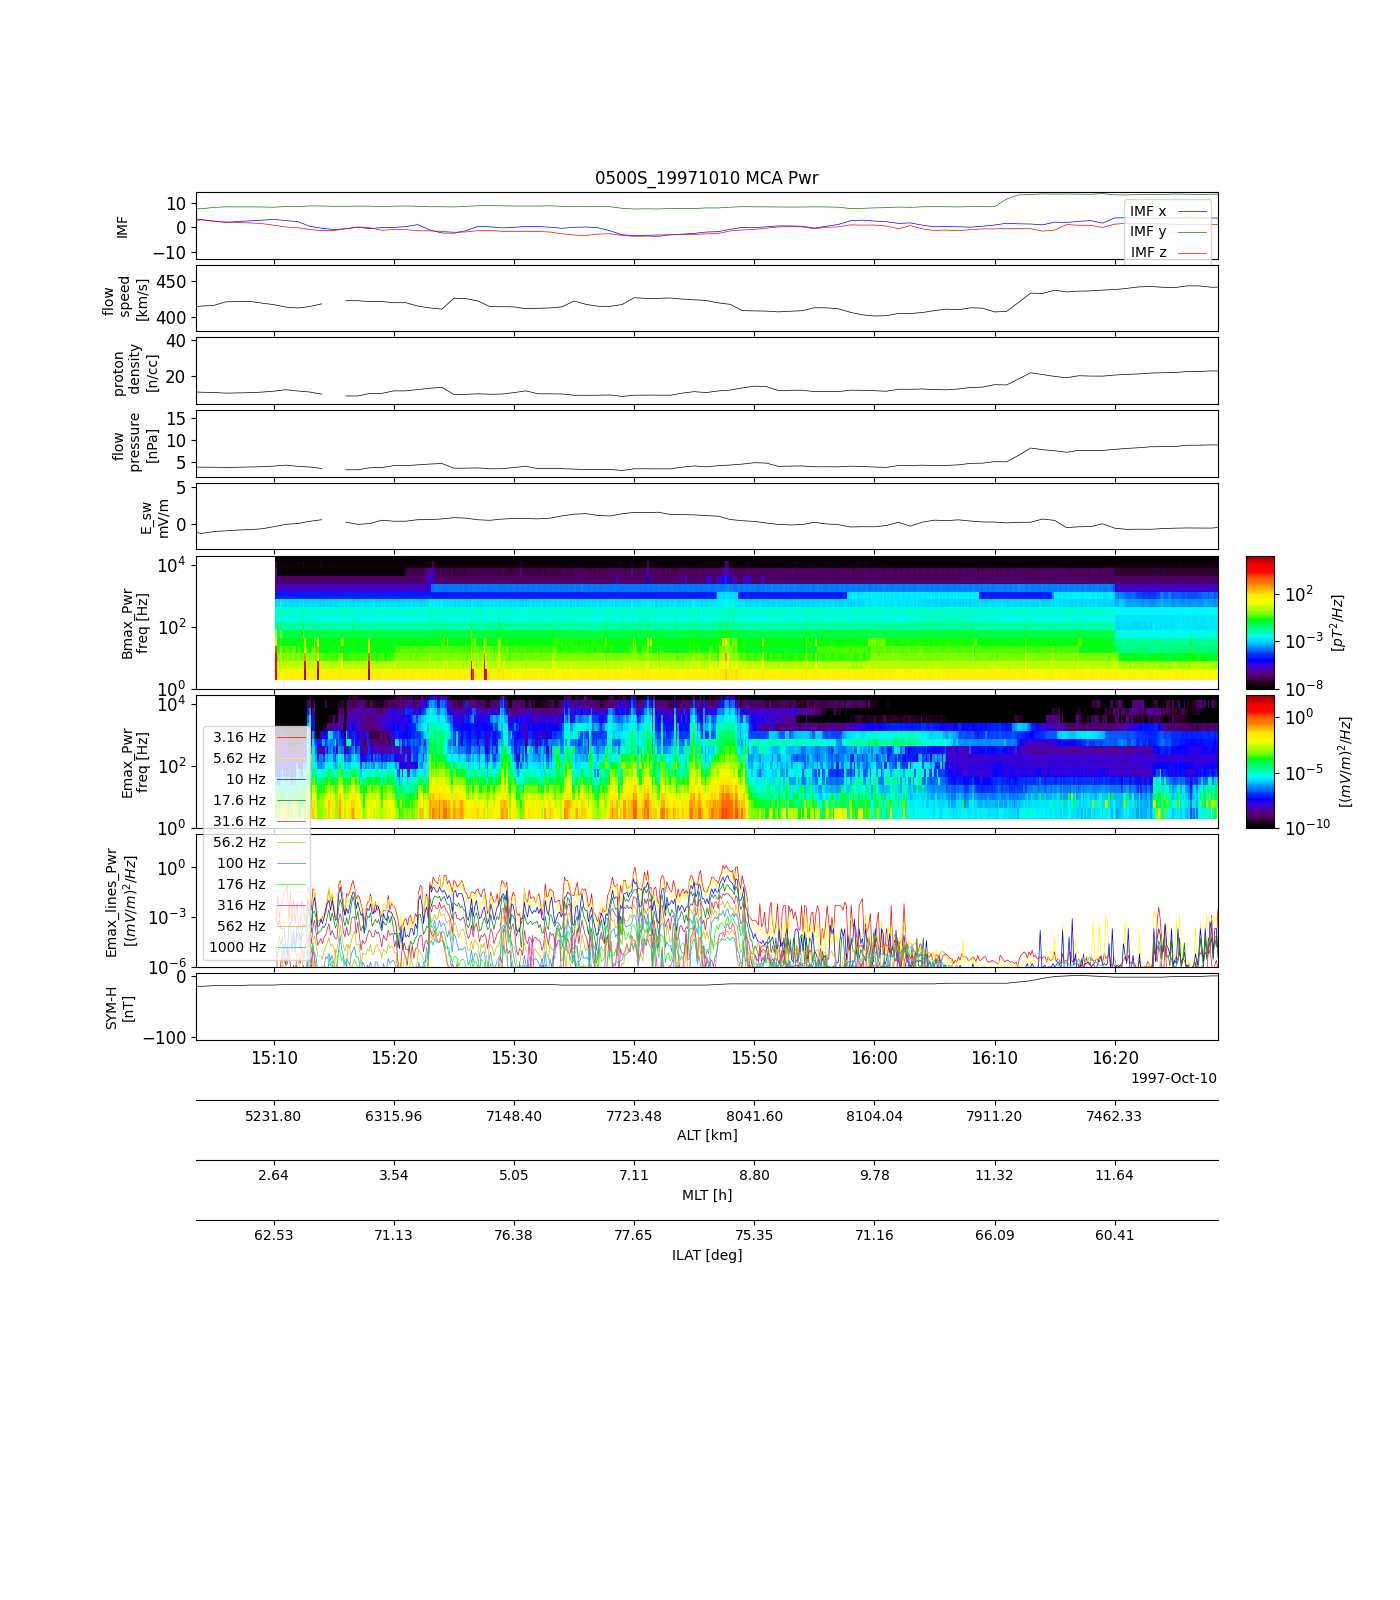 0500S_19971010 MCA Pwr
IMF
10
0
−10
IMF x
IMF y
IMF z
flow
speed
[km/s]
450
400
proton
density
[n/cc]
40
20
flow
pressure
[nPa]
15
10
5
E_sw
mV/m
5
0
Bmax_Pwr
freq [Hz]
10^4
10^2
10^0
10^2
10^−3
10^−8
[pT^2/Hz]
Emax_Pwr
freq [Hz]
10^4
10^2
10^0
10^0
10^−5
10^−10
[(mV/m)^2/Hz]
3.16 Hz
5.62 Hz
10 Hz
17.6 Hz
31.6 Hz
56.2 Hz
100 Hz
176 Hz
316 Hz
562 Hz
1000 Hz
Emax_lines_Pwr
[(mV/m)^2/Hz]
10^0
10^−3
10^−6
SYM-H
[nT]
0
−100
15:10 15:20 15:30 15:40 15:50 16:00 16:10 16:20
1997-Oct-10
5231.80 6315.96 7148.40 7723.48 8041.60 8104.04 7911.20 7462.33
ALT [km]
2.64 3.54 5.05 7.11 8.80 9.78 11.32 11.64
MLT [h]
62.53 71.13 76.38 77.65 75.35 71.16 66.09 60.41
ILAT [deg]